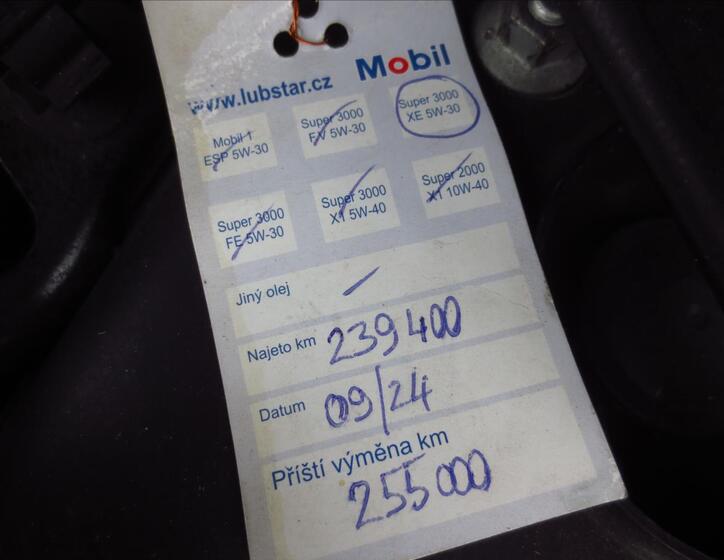 www.lubstar.cz Mobil
Mobil 1
ESP 5W-30
Super 3000
FV 5W-30
Super 3000
XE 5W-30
Super 3000
FE 5W-30
Super 3000
X1 5W-40
Super 2000
X1 10W-40
Jiný olej
Najeto km 239 400
Datum 09/24
Příští výměna km
255 000